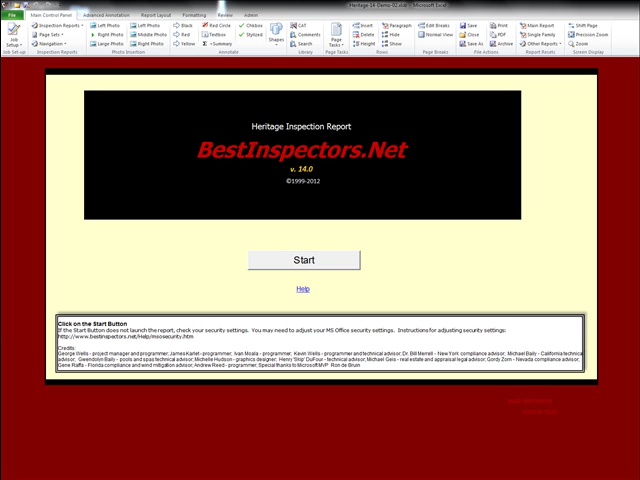 Heritage-14-Demo-02.xlsb - Microsoft Excel
File Main Control Panel Advanced Annotation Report Layout Formatting Review Admin
Inspection Reports Right Photo Left Photo Large Photo Black Red Circle Chkbox CAT Insert Paragraph Edit Breaks Save Print Main Report Shift Page
Job Setup Page Sets Right Photo Middle Photo Middle Photo Red Textbox Stylized Shapes Comments Page Tasks Delete Hide Normal View Close PDF Single Family Precision Zoom
Navigation Large Photo Large Photo Yellow +Summary Library Height Show Save As Archive Other Reports Zoom
Job Set-up Inspection Reports Photo Insertion Annotate Search Page Tasks Rows Page Breaks File Actions Report Resets Screen Display
Heritage Inspection Report
BestInspectors.Net
v. 14.0
©1999-2012
Start
Help
Click on the Start Button
If the Start Button does not launch the report, check your security settings. You may need to adjust your MS Office security settings. Instructions for adjusting security settings:
http://www.bestinspectors.net/Help/msosecurity.htm
Credits:
George Wells - project manager and programmer; James Karlet - programmer; Ivan Moala - programmer; Kevin Wells - programmer and technical advisor; Dr. Bill Merrell - New York compliance advisor; Michael Baily - California technical
advisor; Gwendolyn Baily - pools and spas technical advisor; Michelle Hudson - graphics designer; Henry 'Skip' DuFour - technical advisor; Michael Geis - real estate and appraisal legal advisor; Gordy Zorn - Nevada compliance advisor;
Gene Raffa - Florida compliance and wind mitigation advisor; Andrew Reed - programmer; Special thanks to Microsoft MVP Ron de Bruin